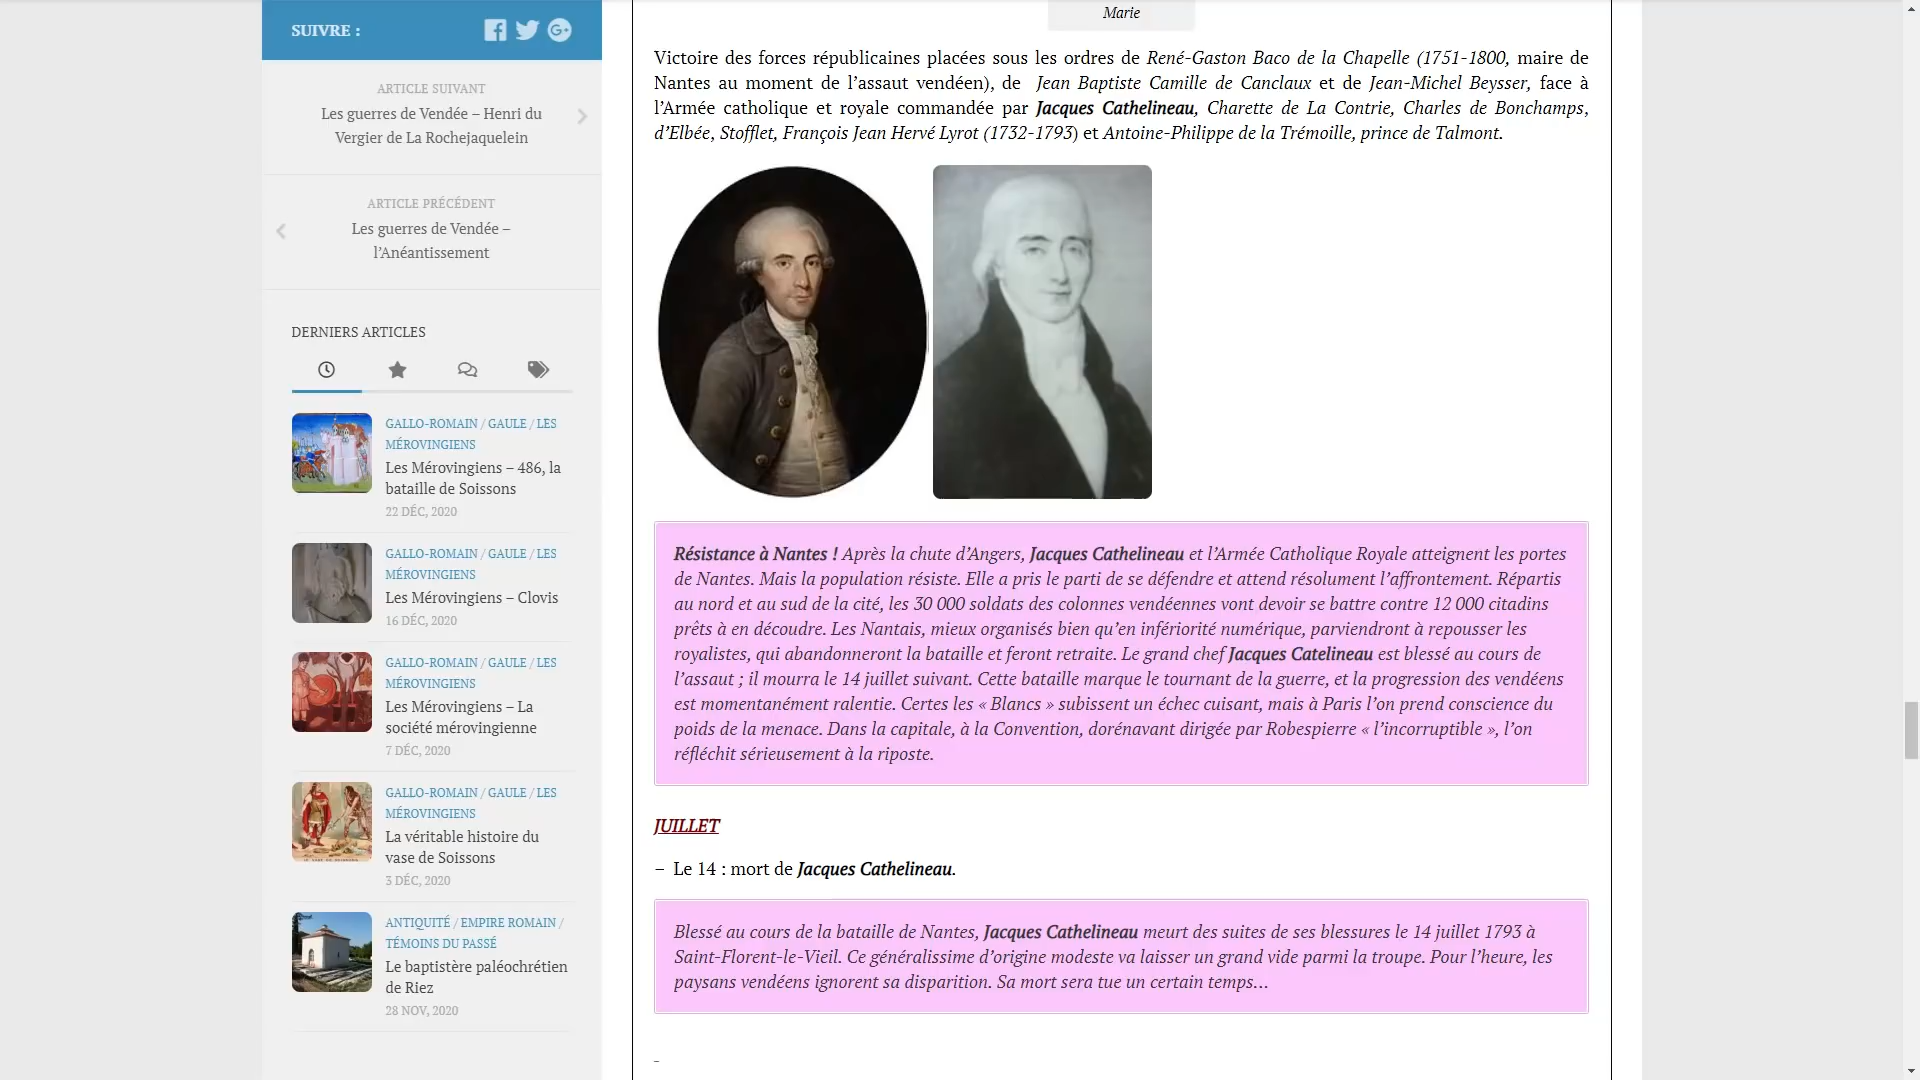 SUIVRE :
ARTICLE SUIVANT
Les guerres de Vendée – Henri du
Vergier de La Rochejaquelein
ARTICLE PRÉCÉDENT
Les guerres de Vendée –
l’Anéantissement
DERNIERS ARTICLES
GALLO-ROMAIN / GAULE / LES
MÉROVINGIENS
Les Mérovingiens – 486, la
bataille de Soissons
22 DÉC, 2020
GALLO-ROMAIN / GAULE / LES
MÉROVINGIENS
Les Mérovingiens – Clovis
16 DÉC, 2020
GALLO-ROMAIN / GAULE / LES
MÉROVINGIENS
Les Mérovingiens – La
société mérovingienne
7 DÉC, 2020
GALLO-ROMAIN / GAULE / LES
MÉROVINGIENS
La véritable histoire du
vase de Soissons
3 DÉC, 2020
ANTIQUITÉ / EMPIRE ROMAIN /
TÉMOINS DU PASSÉ
Le baptistère paléochrétien
de Riez
28 NOV, 2020
Marie
Victoire des forces républicaines placées sous les ordres de René-Gaston Baco de la Chapelle (1751-1800, maire de
Nantes au moment de l’assaut vendéen), de Jean Baptiste Camille de Canclaux et de Jean-Michel Beysser, face à
l’Armée catholique et royale commandée par Jacques Cathelineau, Charette de La Contrie, Charles de Bonchamps,
d’Elbée, Stofflet, François Jean Hervé Lyrot (1732-1793) et Antoine-Philippe de la Trémoille, prince de Talmont.
Résistance à Nantes ! Après la chute d’Angers, Jacques Cathelineau et l’Armée Catholique Royale atteignent les portes
de Nantes. Mais la population résiste. Elle a pris le parti de se défendre et attend résolument l’affrontement. Répartis
au nord et au sud de la cité, les 30 000 soldats des colonnes vendéennes vont devoir se battre contre 12 000 citadins
prêts à en découdre. Les Nantais, mieux organisés bien qu’en infériorité numérique, parviendront à repousser les
royalistes, qui abandonneront la bataille et feront retraite. Le grand chef Jacques Catelineau est blessé au cours de
l’assaut ; il mourra le 14 juillet suivant. Cette bataille marque le tournant de la guerre, et la progression des vendéens
est momentanément ralentie. Certes les « Blancs » subissent un échec cuisant, mais à Paris l’on prend conscience du
poids de la menace. Dans la capitale, à la Convention, dorénavant dirigée par Robespierre « l’incorruptible », l’on
réfléchit sérieusement à la riposte.
JUILLET
– Le 14 : mort de Jacques Cathelineau.
Blessé au cours de la bataille de Nantes, Jacques Cathelineau meurt des suites de ses blessures le 14 juillet 1793 à
Saint-Florent-le-Vieil. Ce généralissime d’origine modeste va laisser un grand vide parmi la troupe. Pour l’heure, les
paysans vendéens ignorent sa disparition. Sa mort sera tue un certain temps…